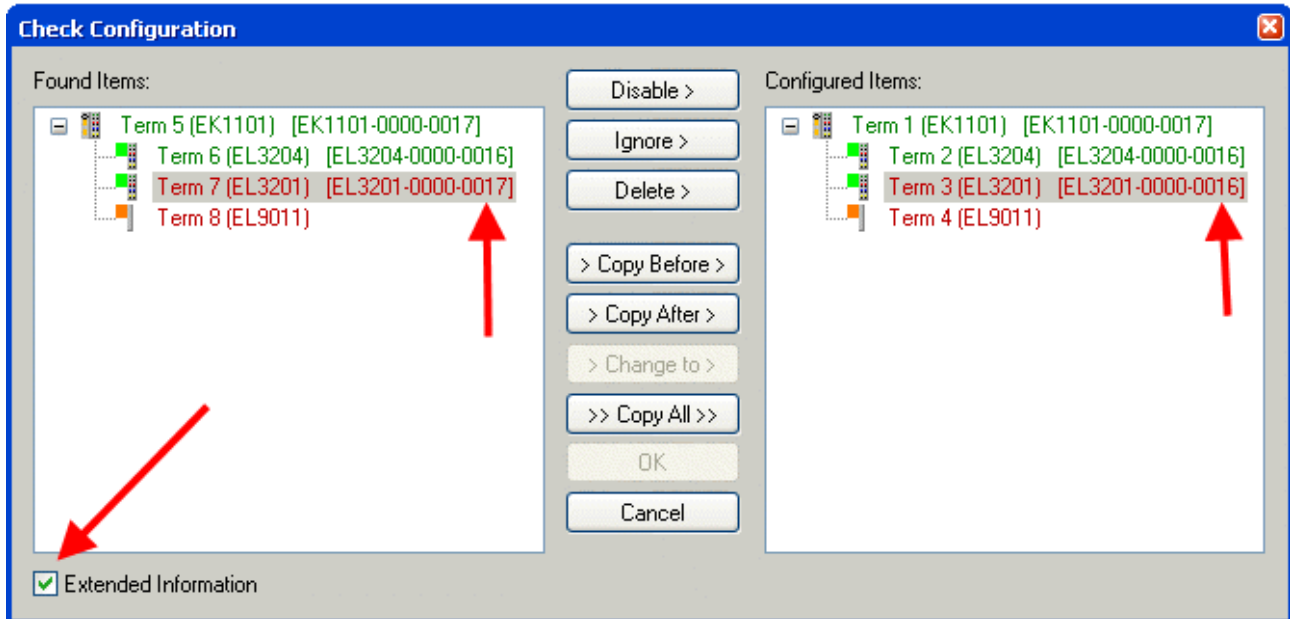 Check Configuration
Found Items:
Term 5 (EK1101) [EK1101-0000-0017]
Term 6 (EL3204) [EL3204-0000-0016]
Term 7 (EL3201) [EL3201-0000-0017]
Term 8 (EL9011)
Disable >
Ignore >
Delete >
> Copy Before >
> Copy After >
> Change to >
>> Copy All >>
OK
Cancel
Configured Items:
Term 1 (EK1101) [EK1101-0000-0017]
Term 2 (EL3204) [EL3204-0000-0016]
Term 3 (EL3201) [EL3201-0000-0016]
Term 4 (EL9011)
Extended Information